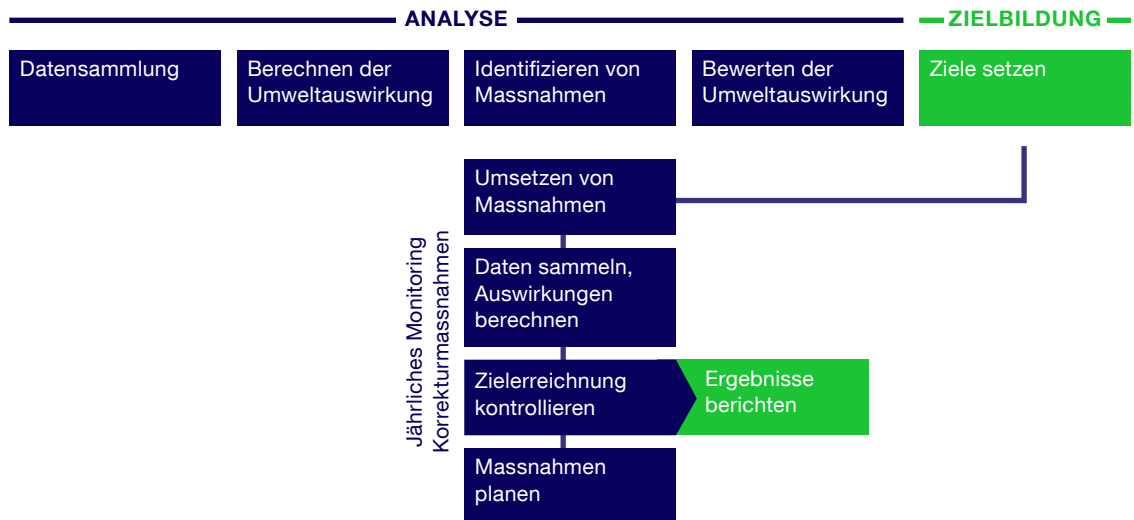 ANALYSE
ZIELBILDUNG
Datensammlung
Berechnen der
Umweltauswirkung
Identifizieren von
Massnahmen
Bewerten der
Umweltauswirkung
Ziele setzen
Umsetzen von
Massnahmen
Jährliches Monitoring
Korrekturmassnahmen
Daten sammeln,
Auswirkungen
berechnen
Zielerreichnung
kontrollieren
Ergebnisse
berichten
Massnahmen
planen